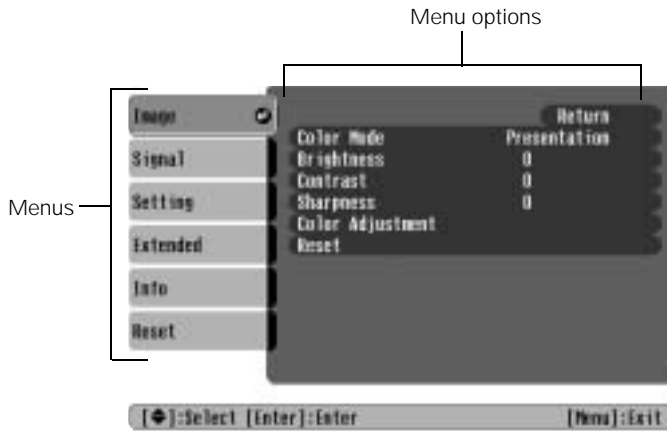 Menu options
Menus
Image
Signal
Setting
Extended
Info
Reset
Return
Color Mode Presentation
Brightness 0
Contrast 0
Sharpness 0
Color Adjustment
Reset
[◆]:Select [Enter]:Enter [Menu]:Exit